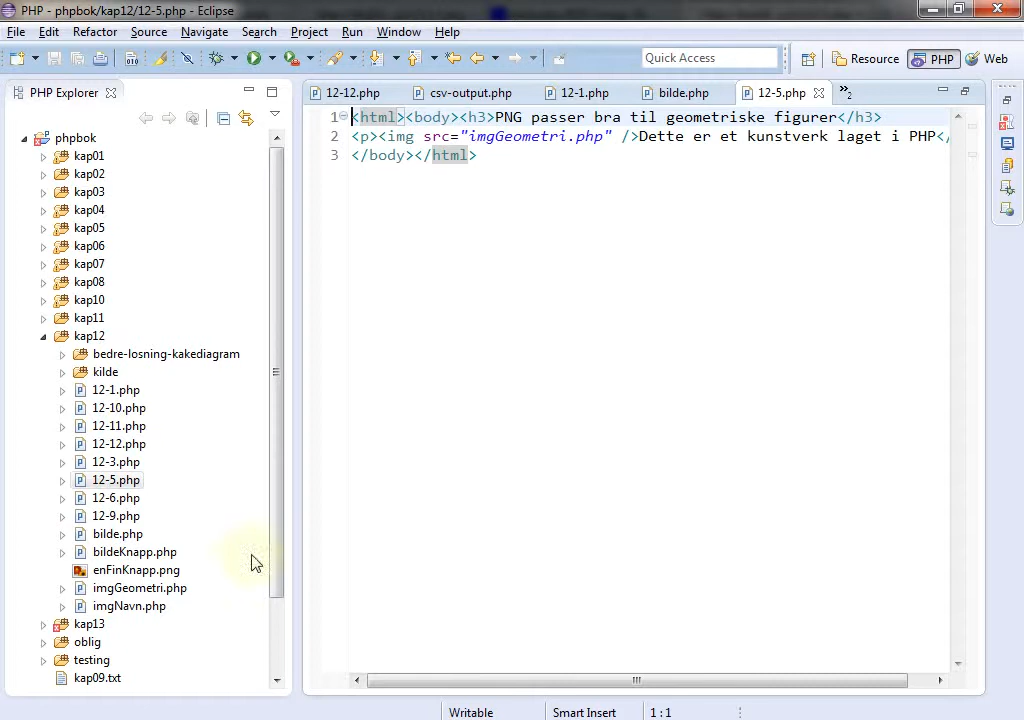 PHP - phpbok/kap12/12-5.php - Eclipse
File Edit Refactor Source Navigate Search Project Run Window Help
Quick Access
Resource PHP Web
PHP Explorer
12-12.php csv-output.php 12-1.php bilde.php 12-5.php »2
phpbok
kap01
kap02
kap03
kap04
kap05
kap06
kap07
kap08
kap10
kap11
kap12
bedre-losning-kakediagram
kilde
12-1.php
12-10.php
12-11.php
12-12.php
12-3.php
12-5.php
12-6.php
12-9.php
bilde.php
bildeKnapp.php
enFinKnapp.png
imgGeometri.php
imgNavn.php
kap13
oblig
testing
kap09.txt
1 <html><body><h3>PNG passer bra til geometriske figurer</h3>
2 <p><img src="imgGeometri.php" />Dette er et kunstverk laget i PHP</
3 </body></html>
Writable Smart Insert 1 : 1